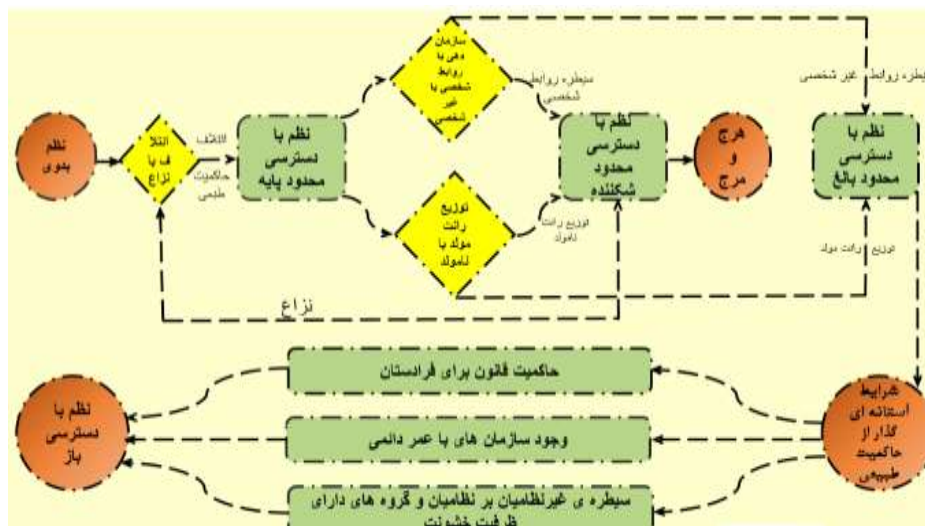 نظم
بدوی
ائتلا
ف یا
نزاع
ائتلاف
حاکمیت
طبیعی
نظم با
دسترسی
محدود پایه
سازمان
دهی با
روابط
شخصی یا
غیر
شخصی
توزیع
رانت
مولد یا
نامولد
سیطره روابط
شخصی
توزیع رانت
نامولد
نظم با
دسترسی
محدود
شکننده
هرج
و
مرج
سیطره روابط غیر شخصی
نظم با
دسترسی
محدود بالغ
توزیع رانت مولد
نزاع
شرایط
آستانه ای
گذار از
حاکمیت
طبیعی
حاکمیت قانون برای فرادستان
وجود سازمان های با عمر دائمی
سیطره ی غیرنظامیان بر نظامیان و گروه های دارای
ظرفیت خشونت
نظم با
دسترسی
باز